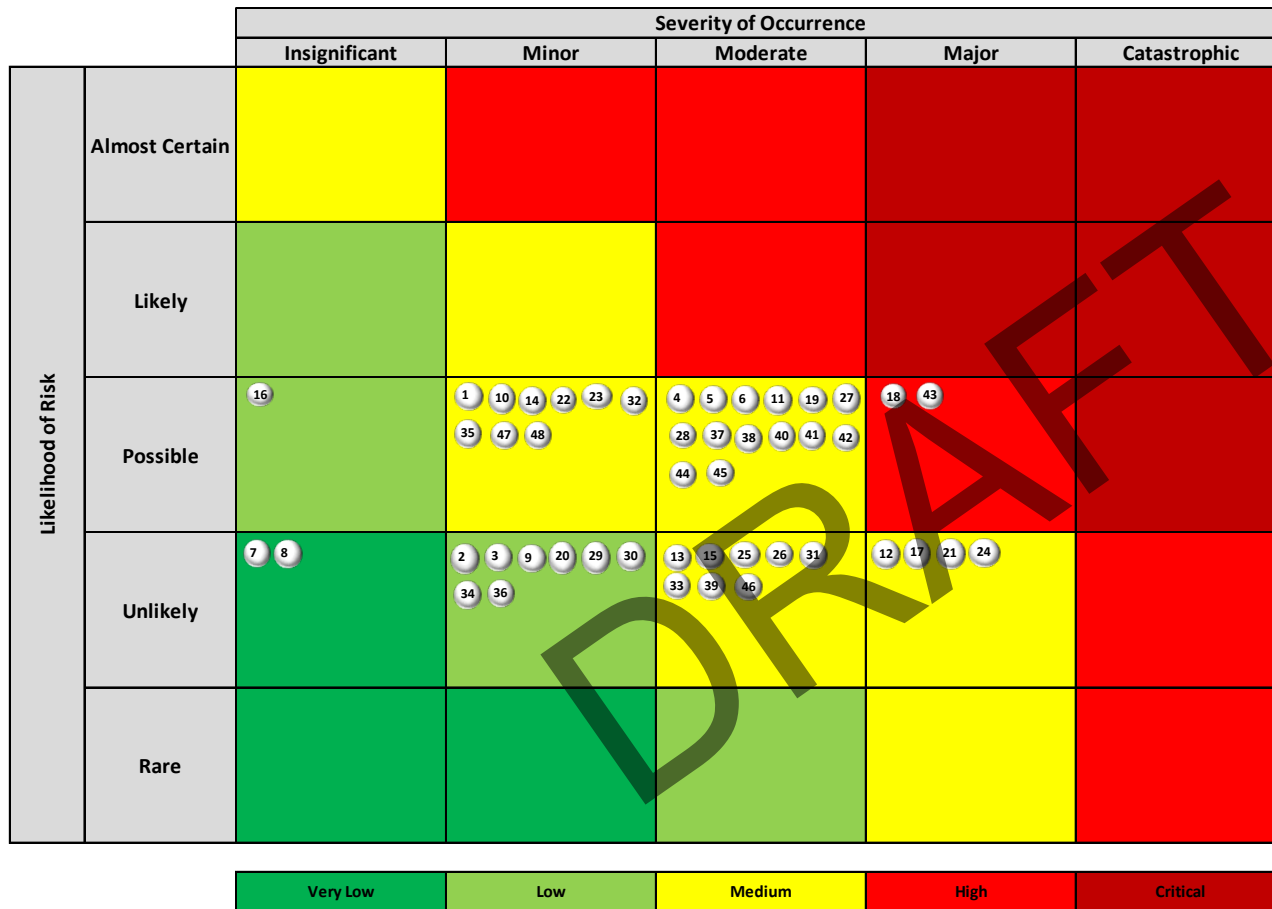 Severity of Occurrence
Insignificant Minor Moderate Major Catastrophic
Likelihood of Risk
Almost Certain
Likely
Possible
16
1 10 14 22 23 32
35 47 48
4 5 6 11 19 27
28 37 38 40 41 42
44 45
18 43
Unlikely
7 8
2 3 9 20 29 30
34 36
13 15 25 26 31
33 39 46
12 17 21 24
Rare
DRAFT
Very Low Low Medium High Critical